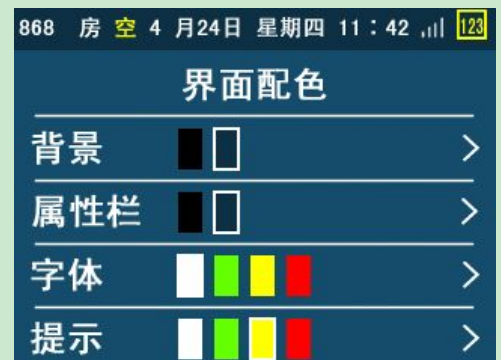 868 房 空 4 月24日 星期四 11：42 123
界面配色
背景
属性栏
字体
提示